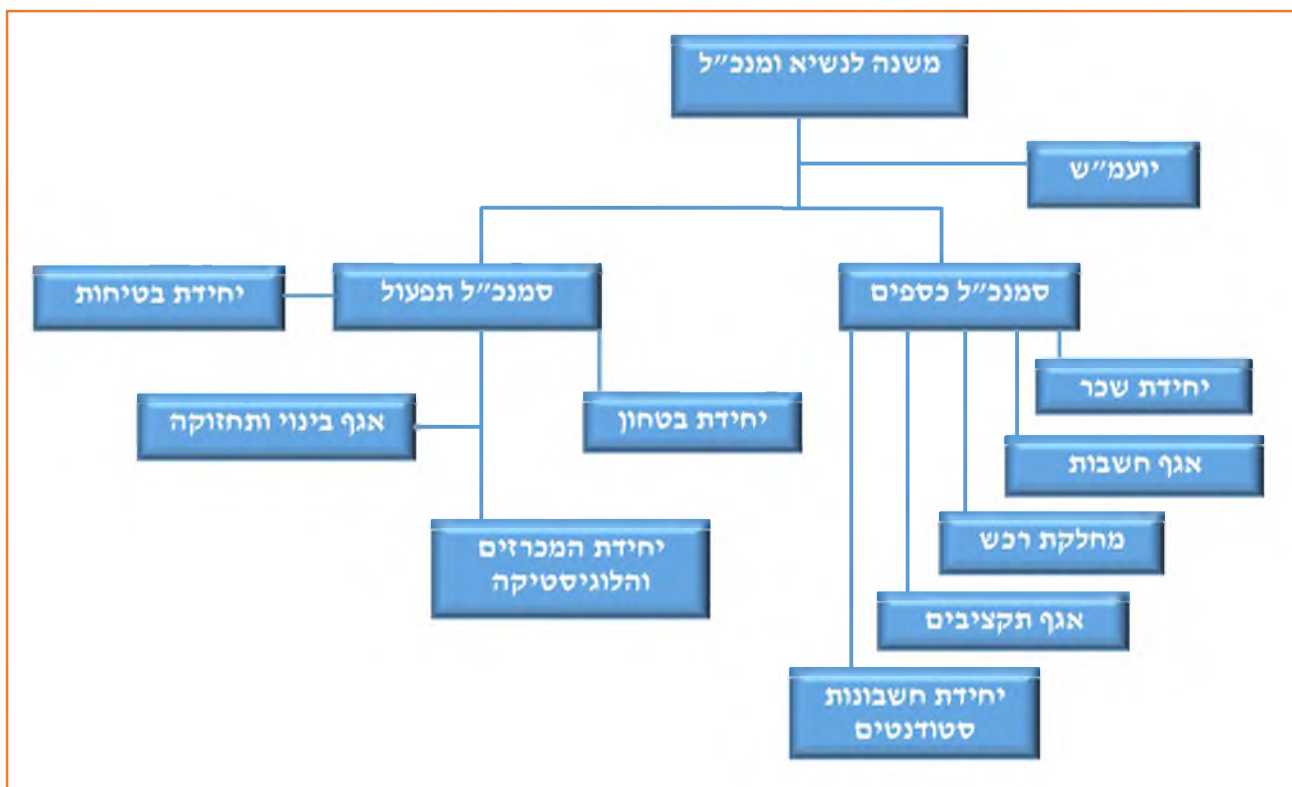 משנה לנשיא ומנכ״ל
יועמ״ש
סמנכ״ל כספים
סמנכ״ל תפעול
יחידת בטיחות
יחידת שכר
יחידת בטחון
אגף בינוי ותחזוקה
אגף חשבות
מחלקת רכש
יחידת המכרזים
והלוגיסטיקה
אגף תקציבים
יחידת חשבונות
סטודנטים